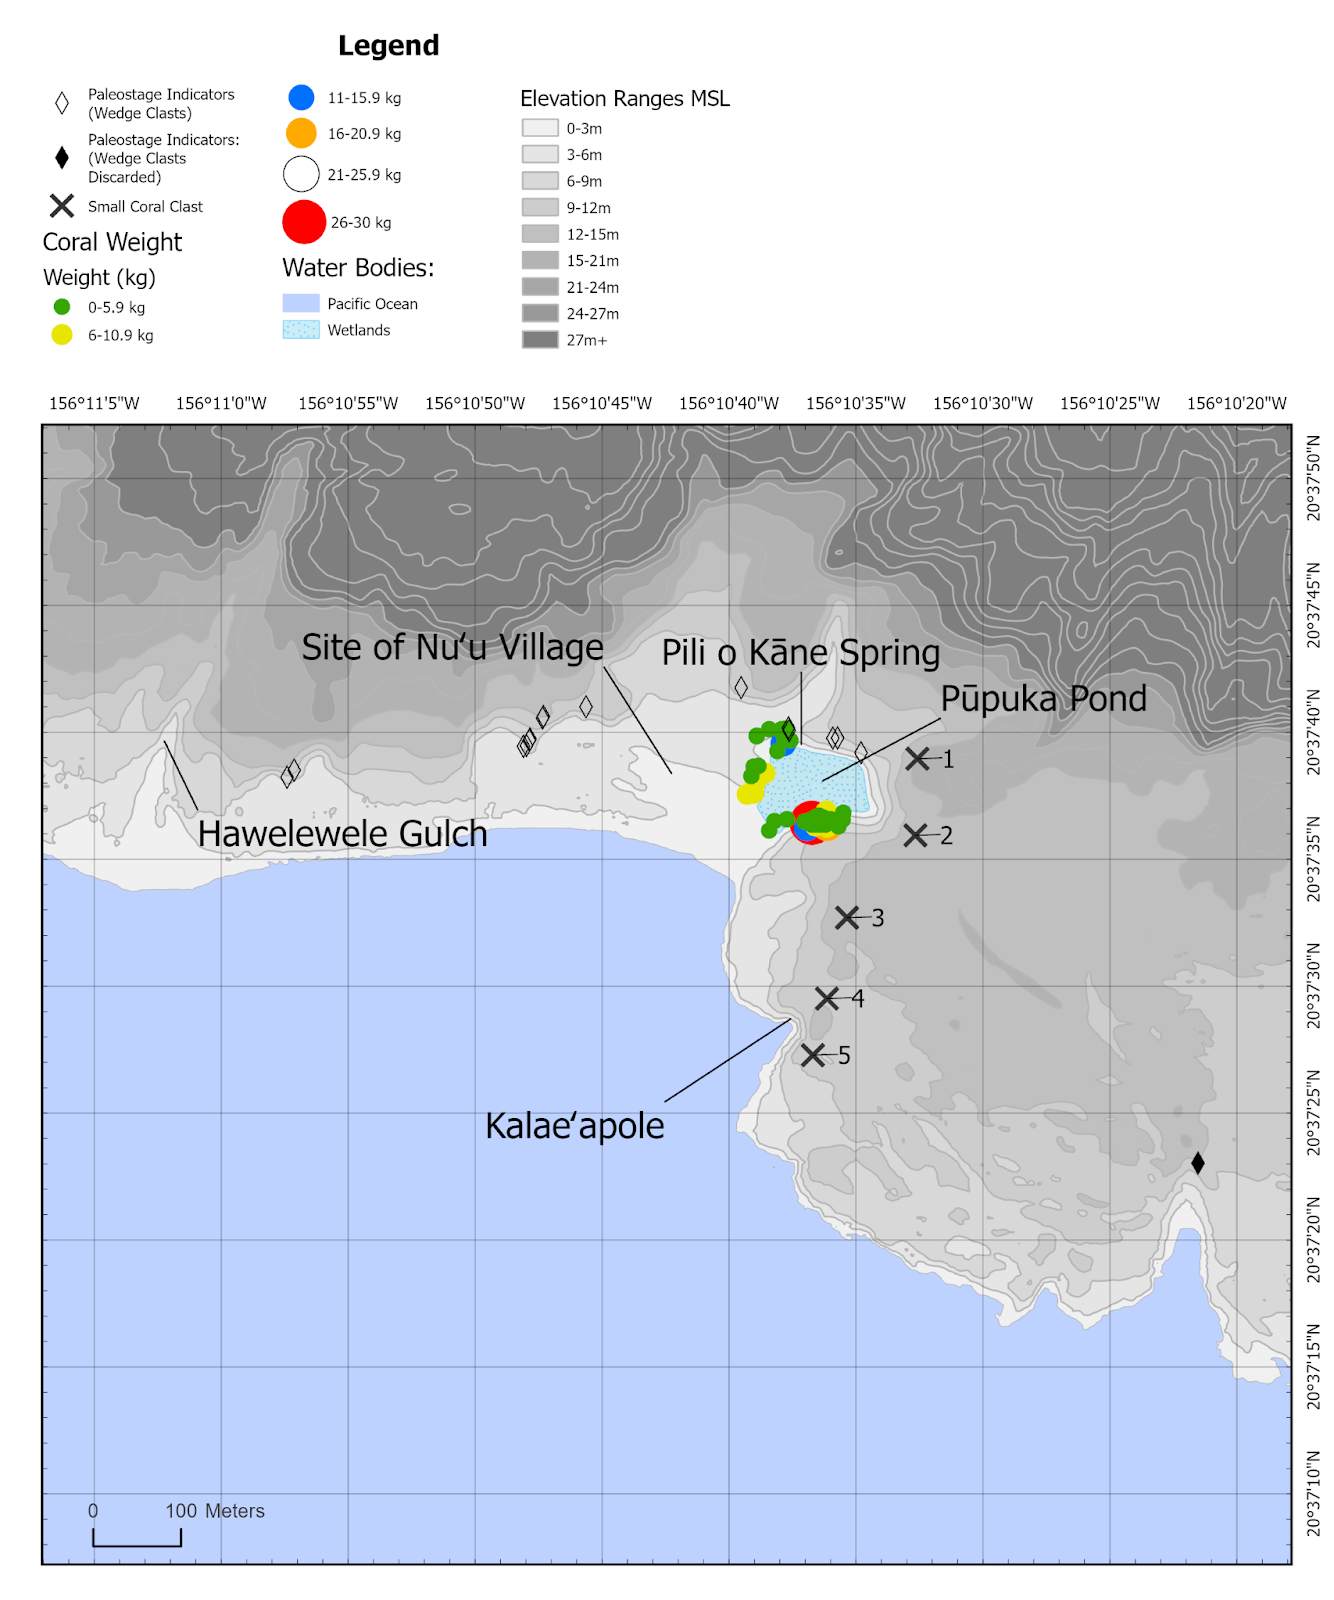 Legend
Paleostage Indicators
(Wedge Clasts)
Paleostage Indicators:
(Wedge Clasts
Discarded)
Small Coral Clast
Coral Weight
Weight (kg)
0-5.9 kg
6-10.9 kg
11-15.9 kg
16-20.9 kg
21-25.9 kg
26-30 kg
Water Bodies:
Pacific Ocean
Wetlands
Elevation Ranges MSL
0-3m
3-6m
6-9m
9-12m
12-15m
15-21m
21-24m
24-27m
27m+
156°11'5"W 156°11'0"W 156°10'55"W 156°10'50"W 156°10'45"W 156°10'40"W 156°10'35"W 156°10'30"W 156°10'25"W 156°10'20"W
20°37'50"N
20°37'45"N
20°37'40"N
20°37'35"N
20°37'30"N
20°37'25"N
20°37'20"N
20°37'15"N
20°37'10"N
Site of Nuʻu Village
Pili o Kāne Spring
Pūpuka Pond
Hawelewele Gulch
1
2
3
4
5
Kalaeʻapole
0 100 Meters